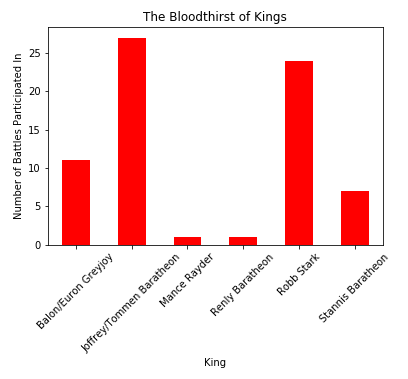 The Bloodthirst of Kings
Number of Battles Participated In
25
20
15
10
5
0
Balon/Euron Greyjoy
Joffrey/Tommen Baratheon
Mance Rayder
Renly Baratheon
Robb Stark
Stannis Baratheon
King